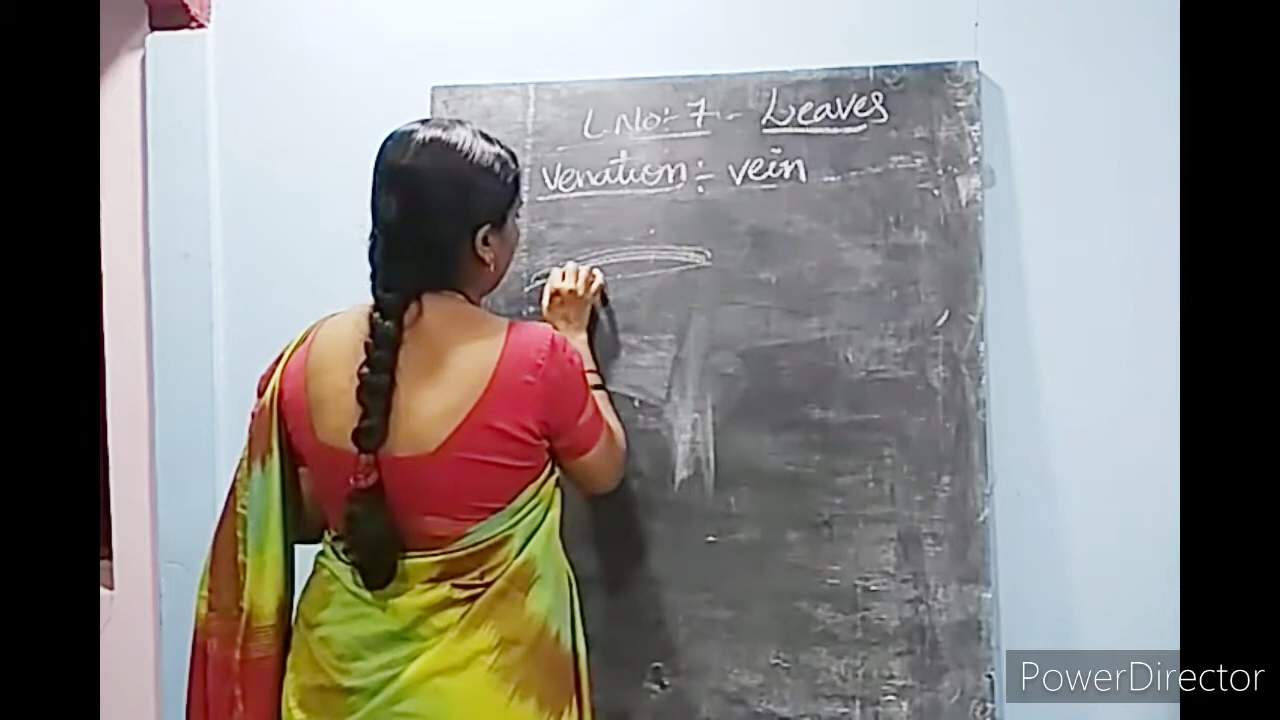 L No:- 7 - Leaves
Venation :- vein
PowerDirector